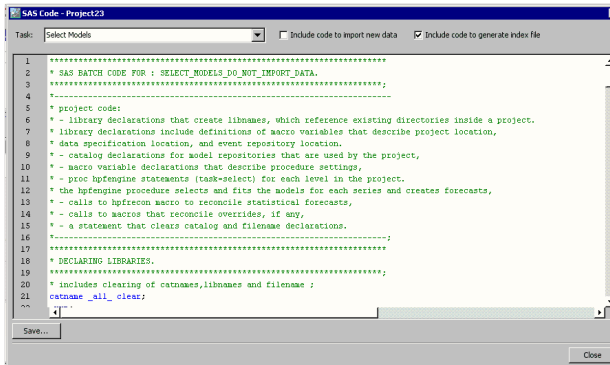 SAS Code - Project23
Task: Select Models Include code to import new data Include code to generate index file
1 **********************************************************************
2 * SAS BATCH CODE FOR : SELECT_MODELS_DO_NOT_IMPORT_DATA.
3 *********************************************************************;
4 *----------------------------------------------------------------------
5 * project code:
6 * - library declarations that create libnames, which reference existing directories inside a project.
7 * library declarations include definitions of macro variables that describe project location,
8 * data specification location, and event repository location.
9 * - catalog declarations for model repositories that are used by the project,
10 * - macro variable declarations that describe procedure settings,
11 * - proc hpfengine statements (task=select) for each level in the project.
12 * the hpfengine procedure selects and fits the models for each series and creates forecasts,
13 * - calls to hpfrecon macro to reconcile statistical forecasts,
14 * - calls to macros that reconcile overrides, if any,
15 * - a statement that clears catalog and filename declarations.
16 *---------------------------------------------------------------------;
17 **********************************************************************
18 * DECLARING LIBRARIES.
19 *********************************************************************;
20 * includes clearing of catnames,libnames and filename ;
21 catname _all_ clear;
Save...
Close